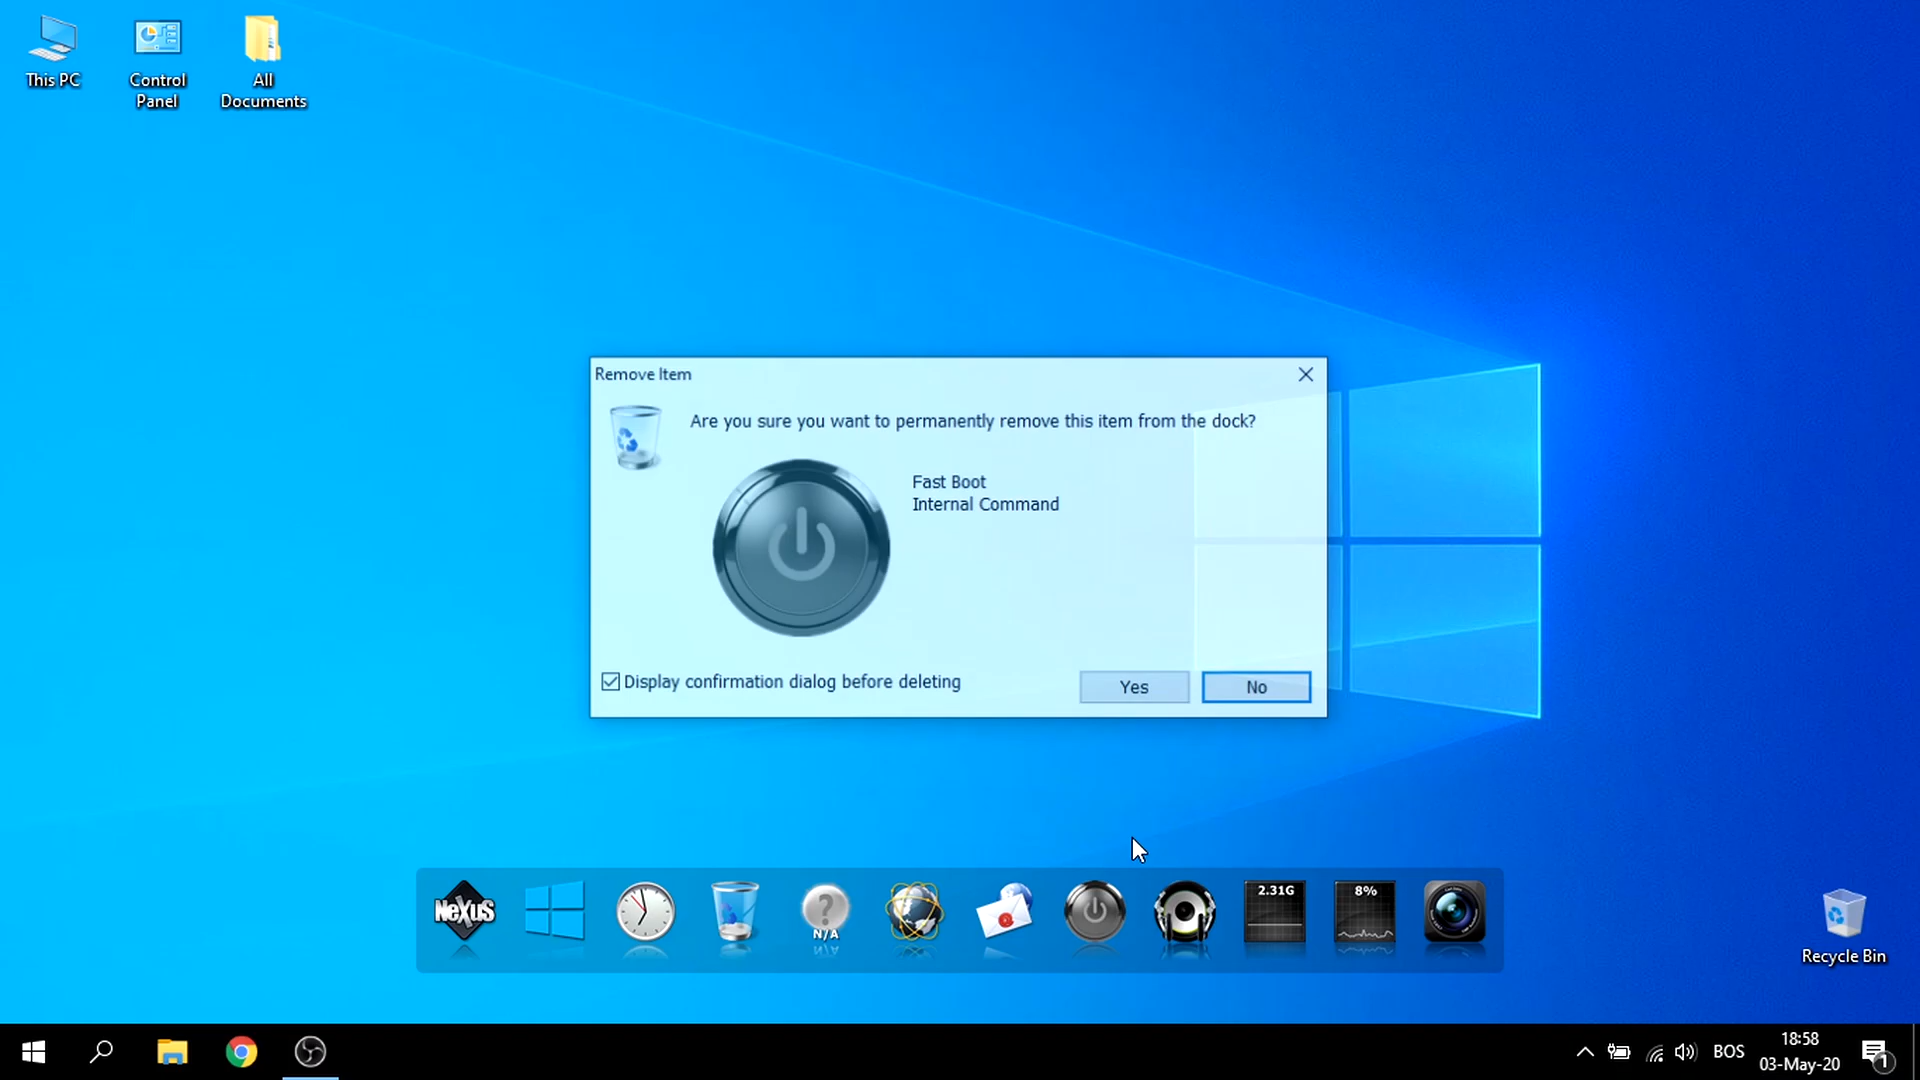 This PC
Control
Panel
All
Documents
Remove Item
Are you sure you want to permanently remove this item from the dock?
Fast Boot
Internal Command
Display confirmation dialog before deleting
Yes
No
NeXuS
N/A
2.31G
8%
Recycle Bin
BOS
18:58
03-May-20
1